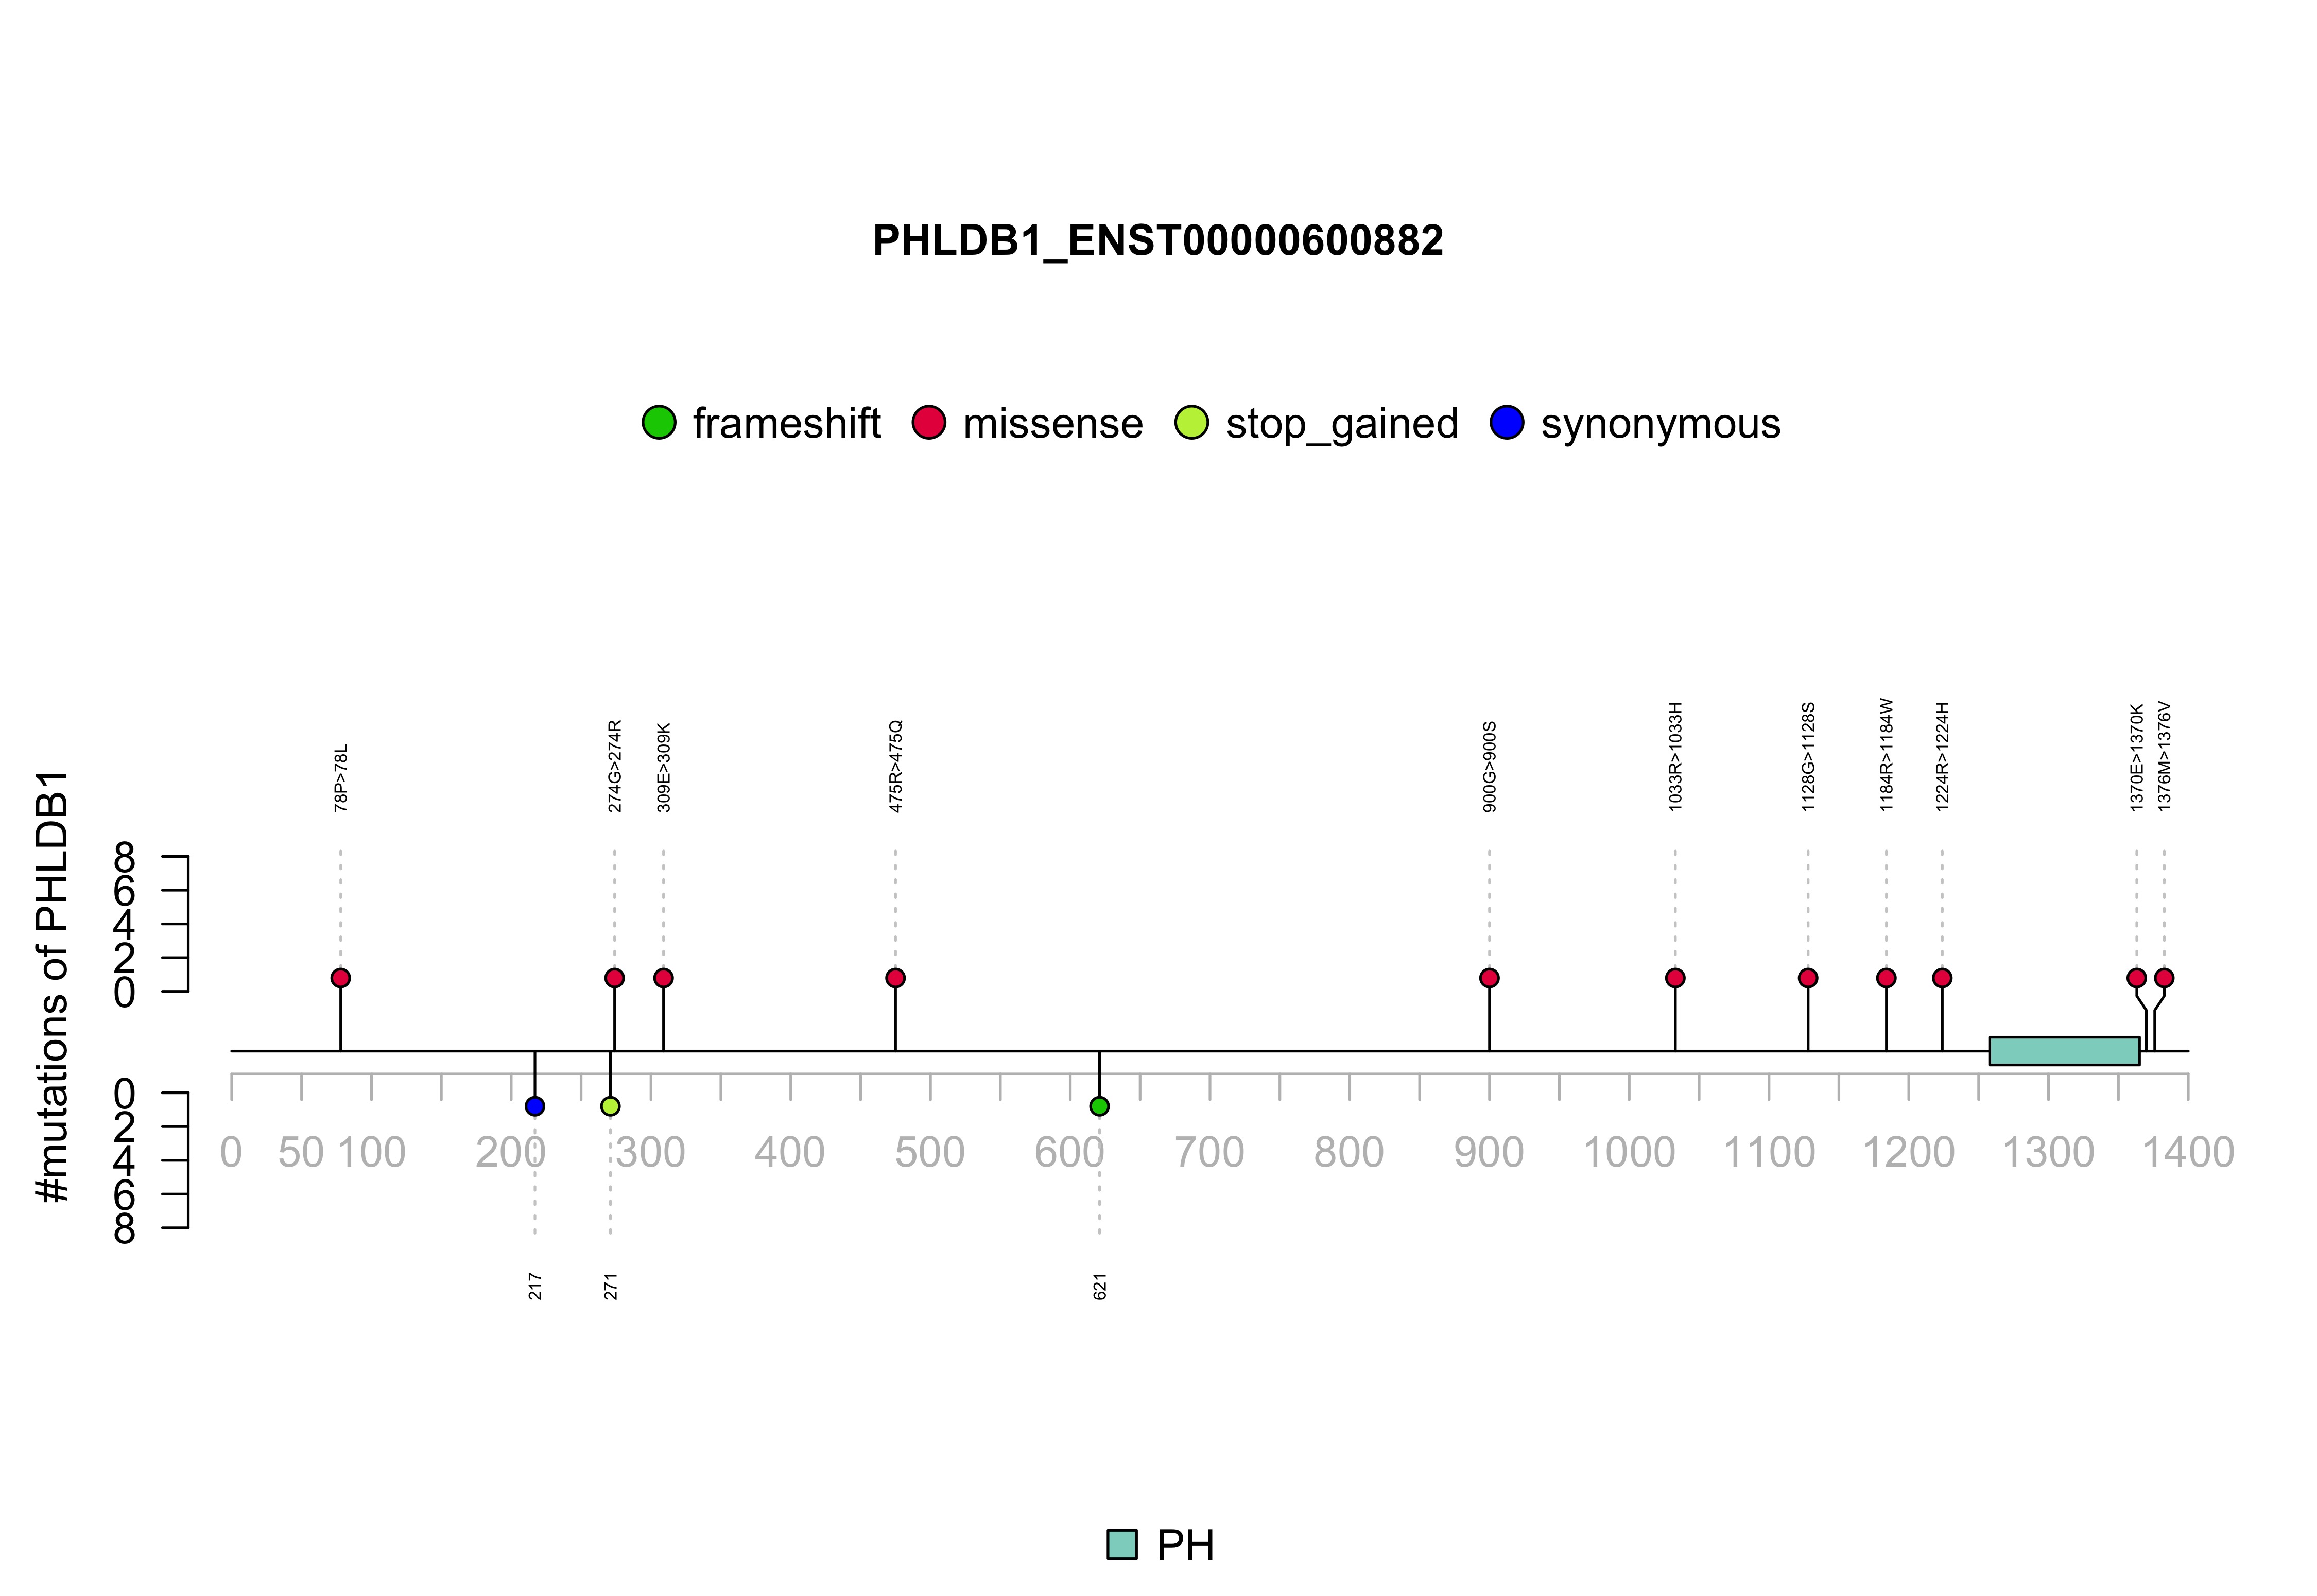 PHLDB1_ENST00000600882
frameshift missense stop_gained synonymous
78P>78L
274G>274R
309E>309K
475R>475Q
900G>900S
1033R>1033H
1128G>1128S
1184R>1184W
1224R>1224H
1370E>1370K
1376M>1376V
#mutations of PHLDB1
8
6
4
2
0
0
2
4
6
8
0 50 100 200 300 400 500 600 700 800 900 1000 1100 1200 1300 1400
217
271
621
PH